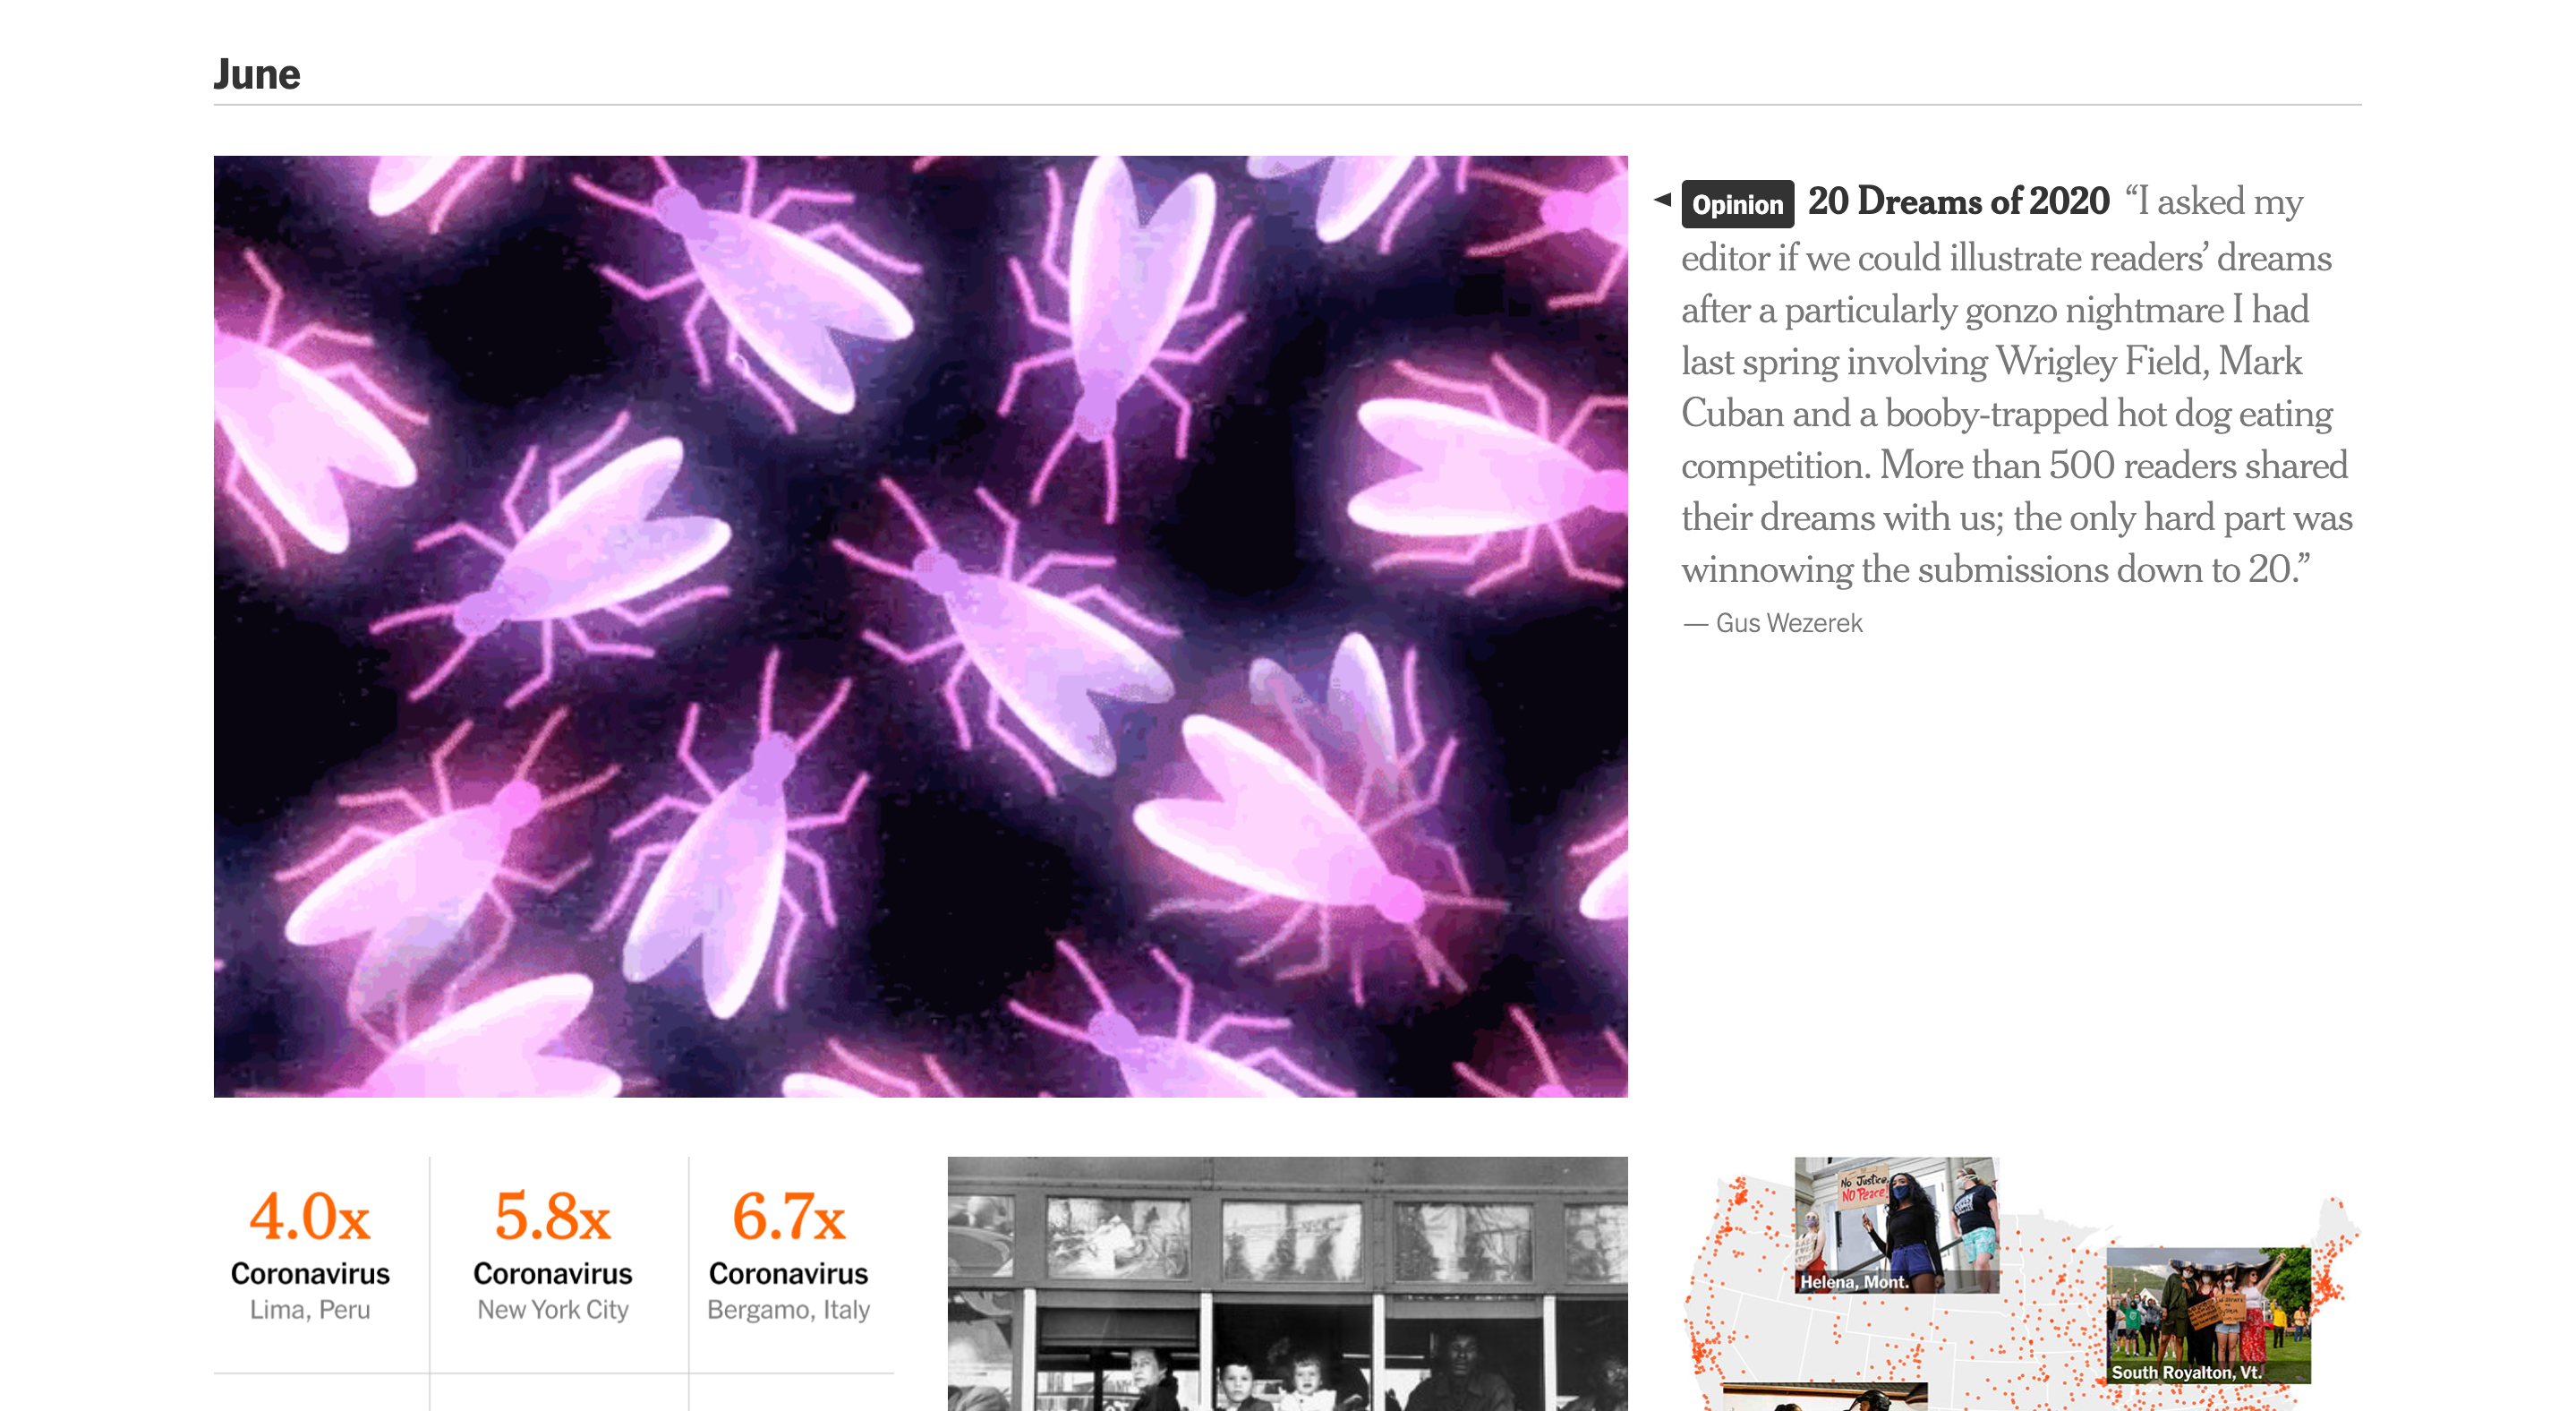 June
Opinion 20 Dreams of 2020 “I asked my
editor if we could illustrate readers’ dreams
after a particularly gonzo nightmare I had
last spring involving Wrigley Field, Mark
Cuban and a booby-trapped hot dog eating
competition. More than 500 readers shared
their dreams with us; the only hard part was
winnowing the submissions down to 20.”
— Gus Wezerek
4.0x
Coronavirus
Lima, Peru
5.8x
Coronavirus
New York City
6.7x
Coronavirus
Bergamo, Italy
No Justice,
NO Peace!
Helena, Mont.
South Royalton, Vt.